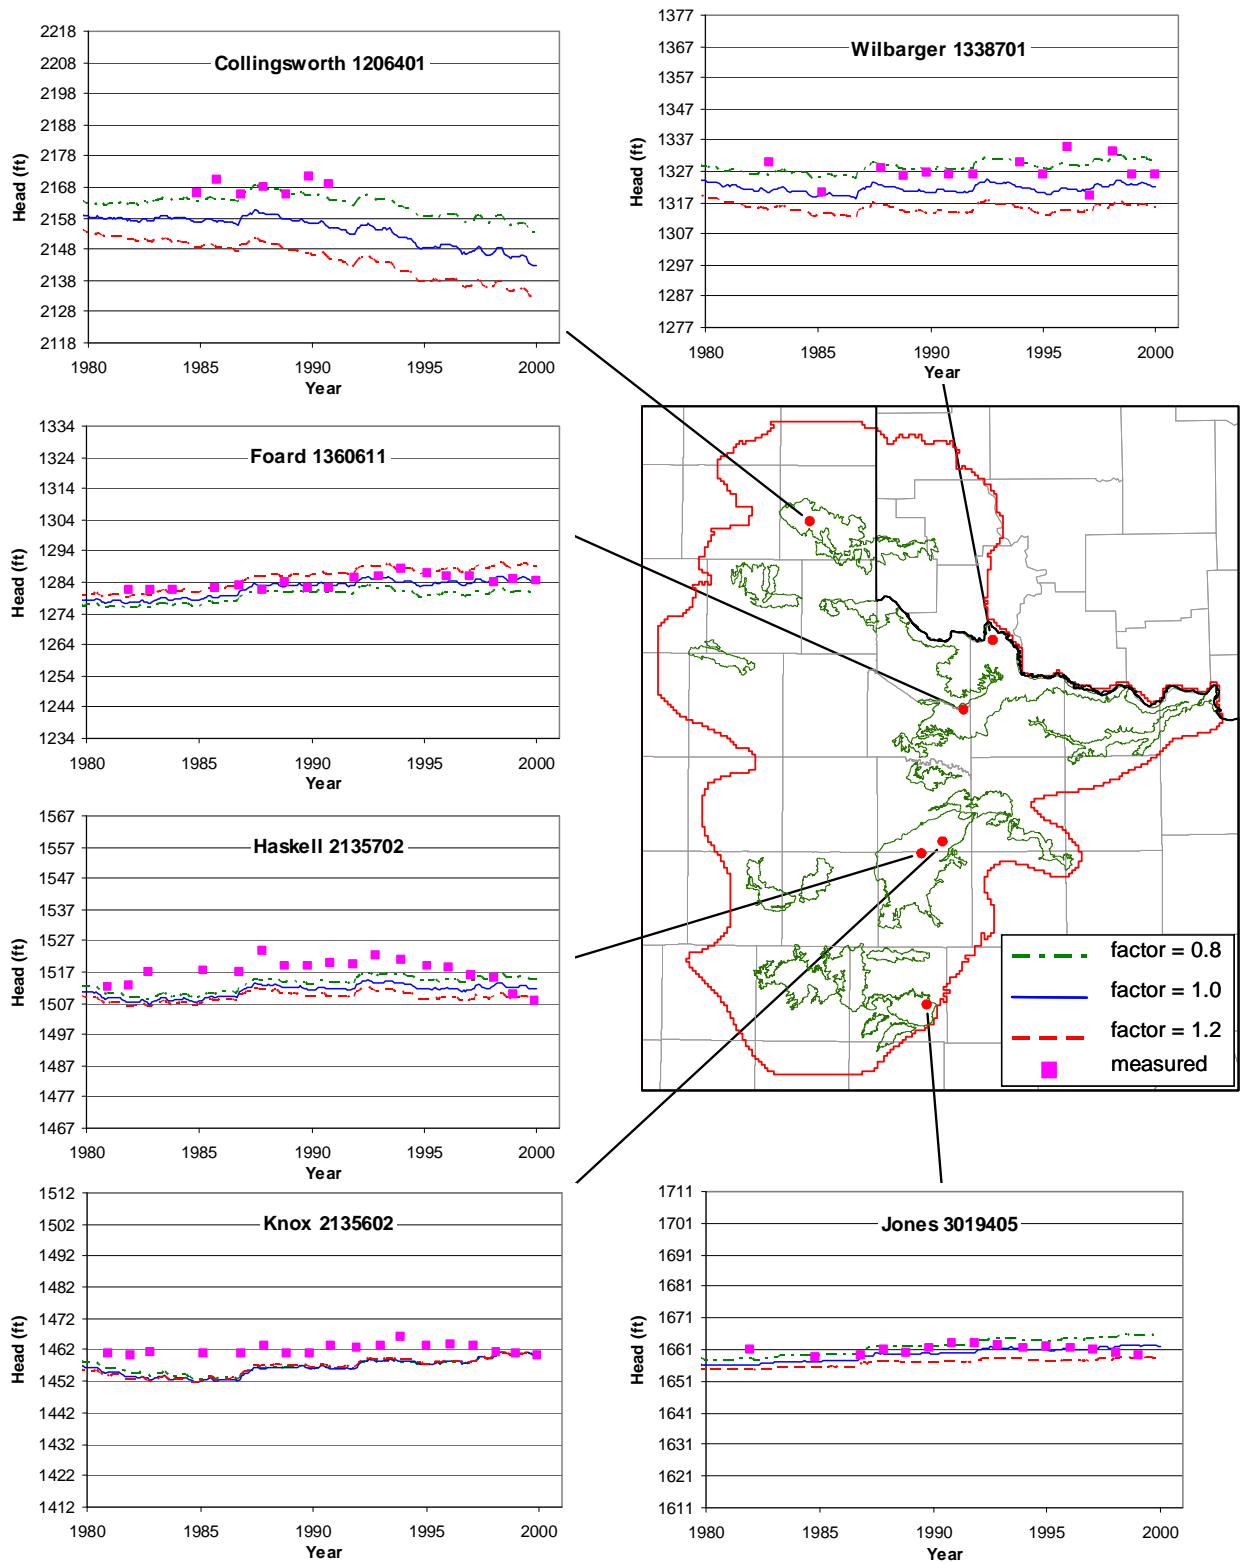 Collingsworth 1206401
Head (ft)
2218
2208
2198
2188
2178
2168
2158
2148
2138
2128
2118
1980 1985 1990 1995 2000
Year
Wilbarger 1338701
Head (ft)
1377
1367
1357
1347
1337
1327
1317
1307
1297
1287
1277
1980 1985 1990 1995 2000
Year
Foard 1360611
Head (ft)
1334
1324
1314
1304
1294
1284
1274
1264
1254
1244
1234
1980 1985 1990 1995 2000
Year
Haskell 2135702
Head (ft)
1567
1557
1547
1537
1527
1517
1507
1497
1487
1477
1467
1980 1985 1990 1995 2000
Year
factor = 0.8
factor = 1.0
factor = 1.2
measured
Knox 2135602
Head (ft)
1512
1502
1492
1482
1472
1462
1452
1442
1432
1422
1412
1980 1985 1990 1995 2000
Year
Jones 3019405
Head (ft)
1711
1701
1691
1681
1671
1661
1651
1641
1631
1621
1611
1980 1985 1990 1995 2000
Year